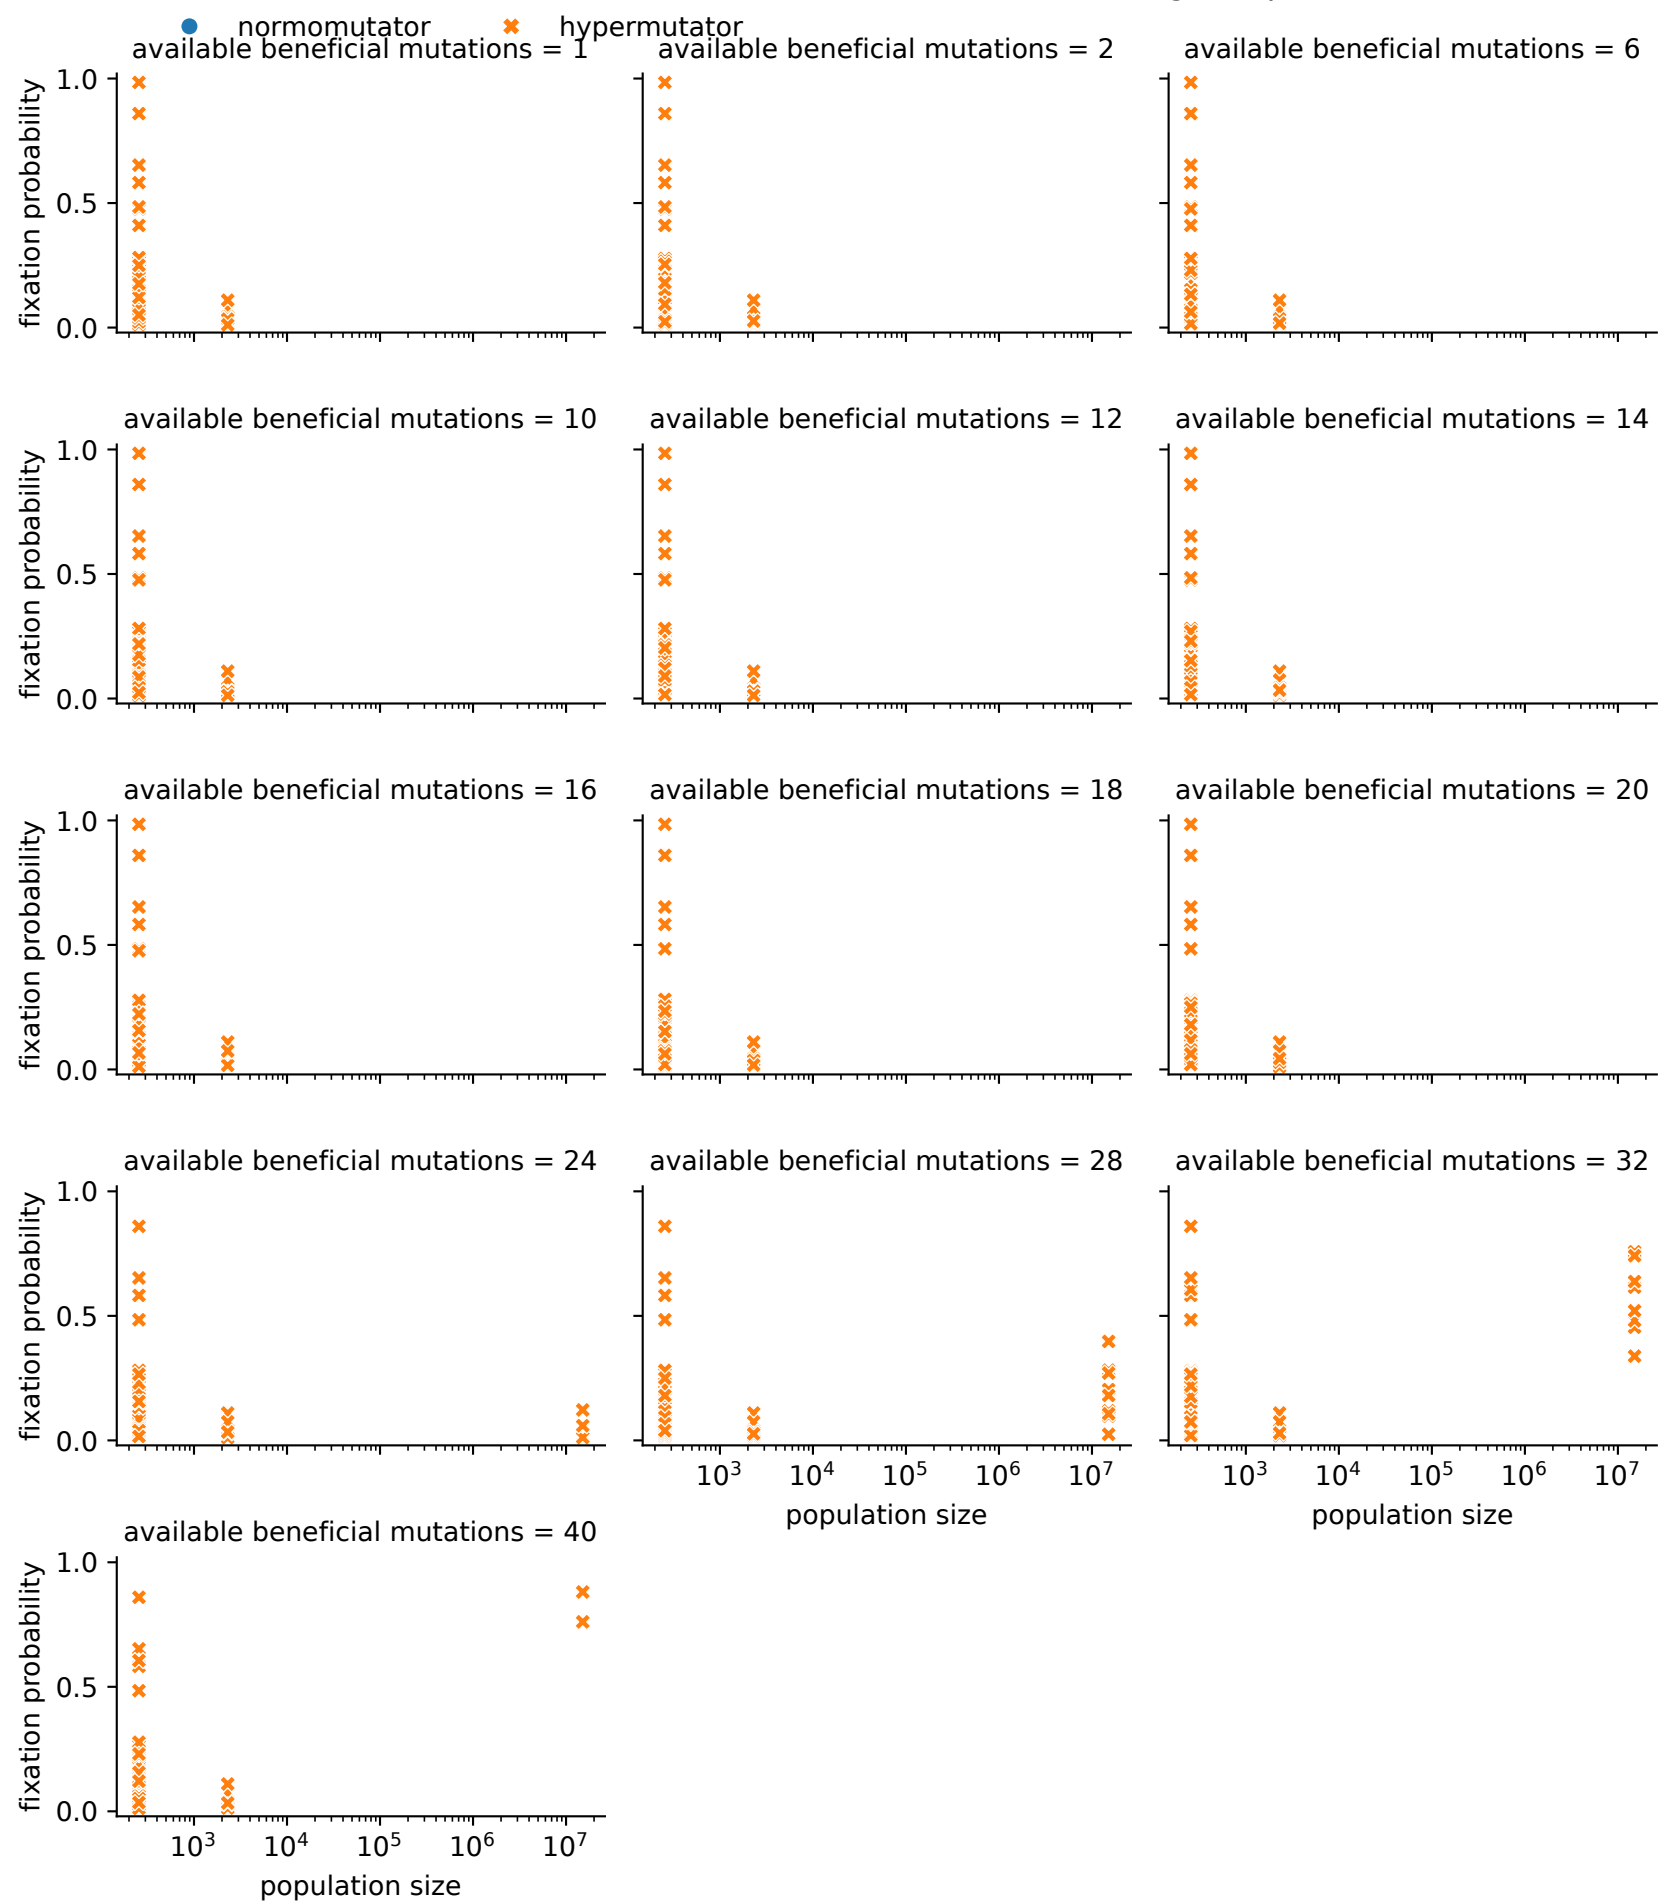 normomutator hypermutator
available beneficial mutations = 1 available beneficial mutations = 2 available beneficial mutations = 6
fixation probability
1.0
0.5
0.0
available beneficial mutations = 10 available beneficial mutations = 12 available beneficial mutations = 14
fixation probability
1.0
0.5
0.0
available beneficial mutations = 16 available beneficial mutations = 18 available beneficial mutations = 20
fixation probability
1.0
0.5
0.0
available beneficial mutations = 24 available beneficial mutations = 28 available beneficial mutations = 32
fixation probability
1.0
0.5
0.0
10³ 10⁴ 10⁵ 10⁶ 10⁷ 10³ 10⁴ 10⁵ 10⁶ 10⁷
population size population size
available beneficial mutations = 40
fixation probability
1.0
0.5
0.0
10³ 10⁴ 10⁵ 10⁶ 10⁷
population size